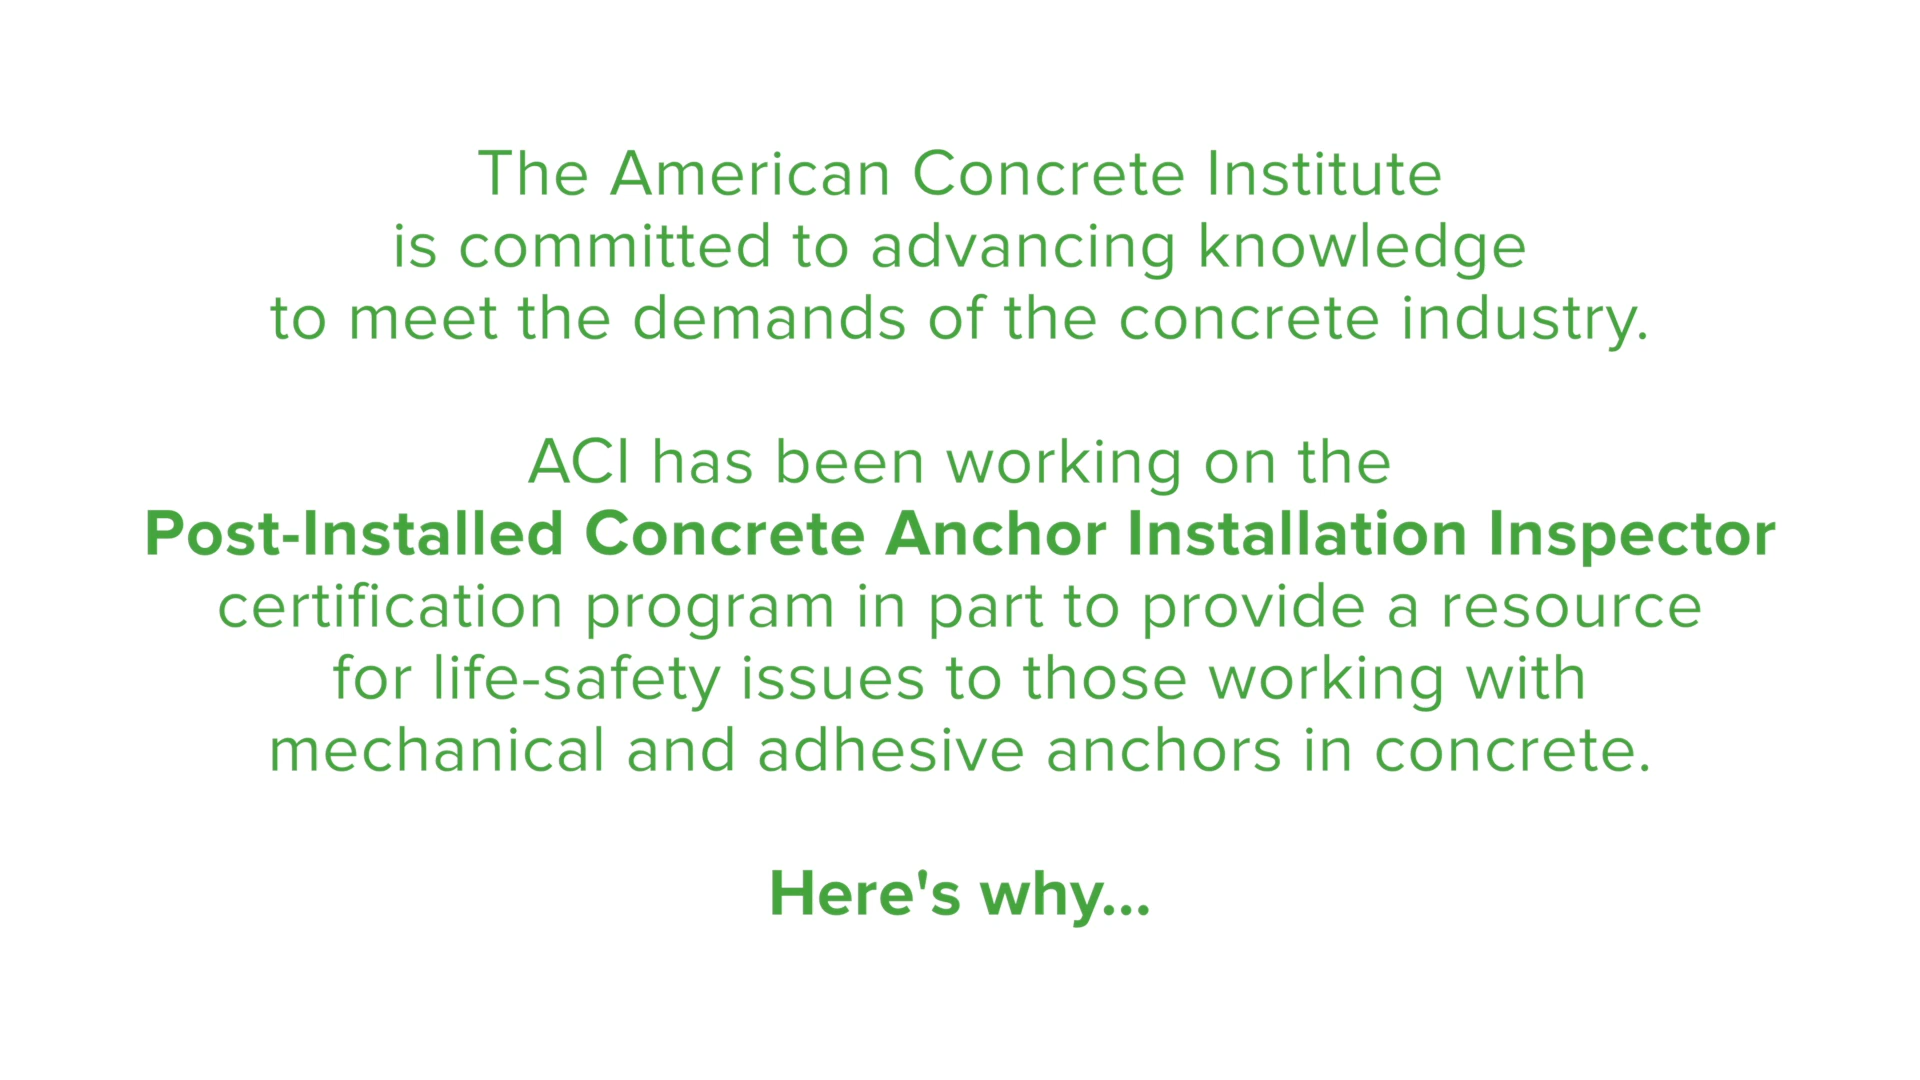 The American Concrete Institute
is committed to advancing knowledge
to meet the demands of the concrete industry.
ACI has been working on the
Post-Installed Concrete Anchor Installation Inspector
certification program in part to provide a resource
for life-safety issues to those working with
mechanical and adhesive anchors in concrete.
Here's why...